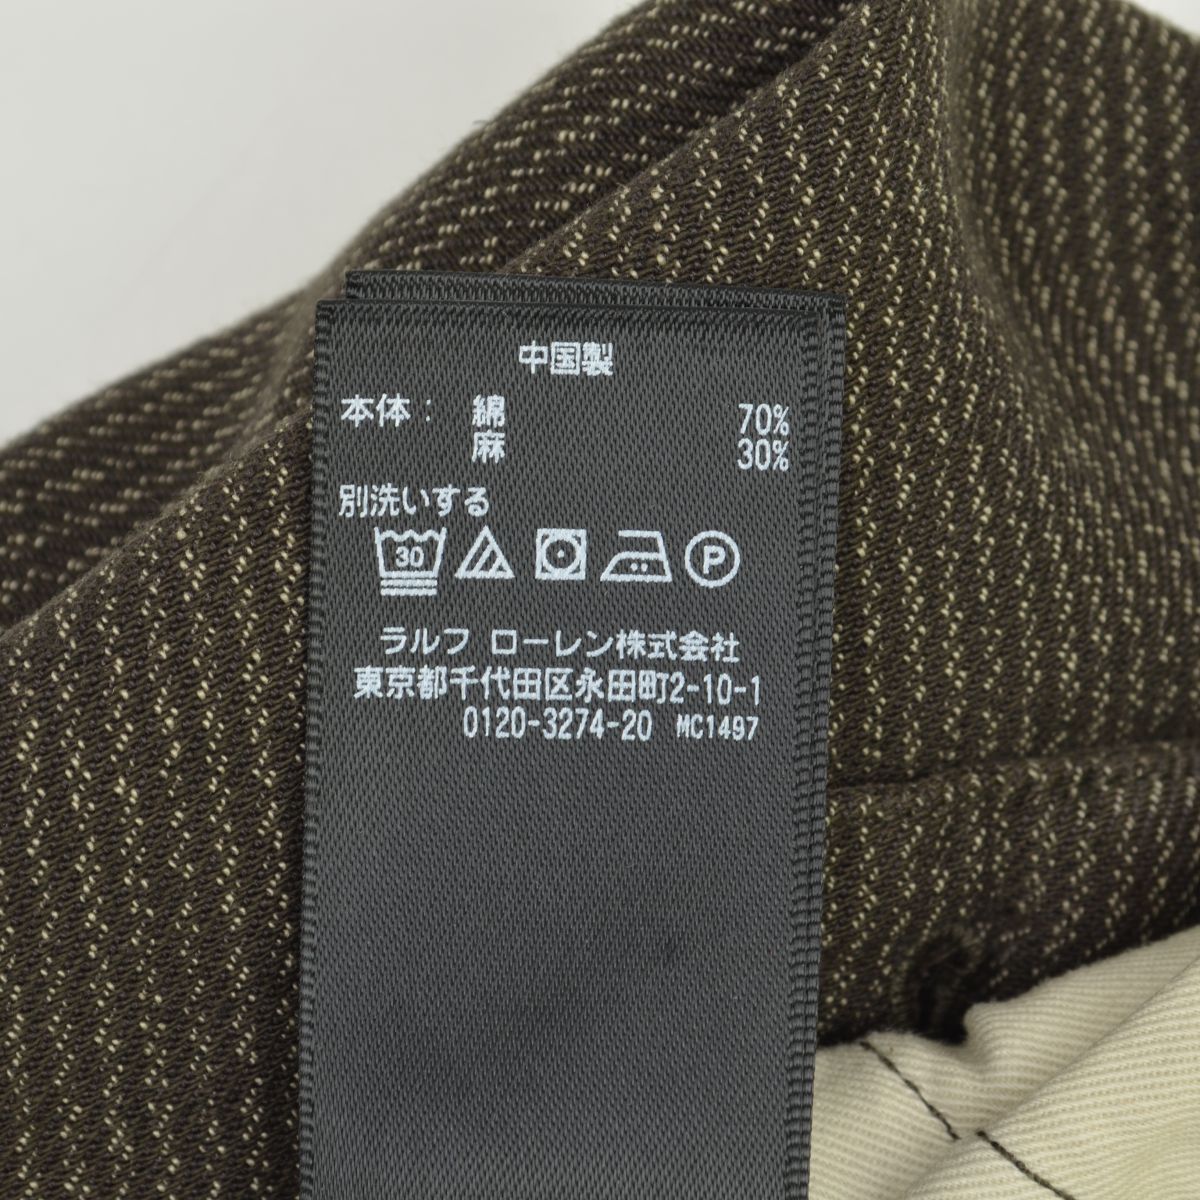 中国製
本体： 綿 70%
麻 30%
別洗いする
30 P
ラルフ ローレン株式会社
東京都千代田区永田町2-10-1
0120-3274-20 MC1497